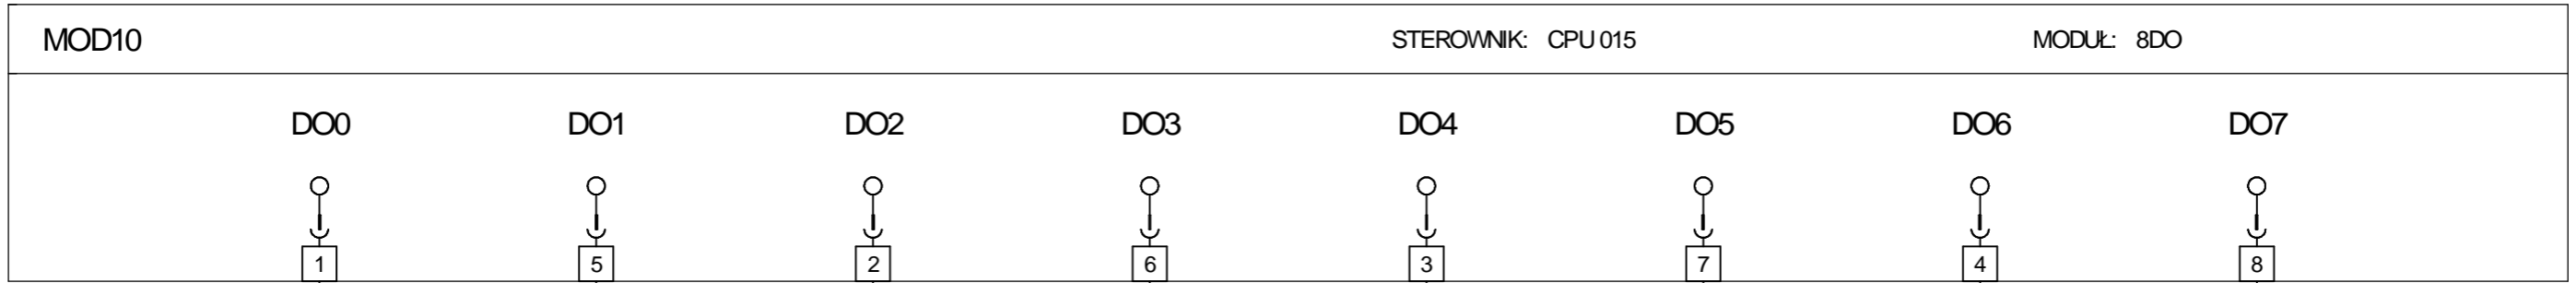 MOD10 STEROWNIK: CPU 015 MODUŁ: 8DO
DO0 DO1 DO2 DO3 DO4 DO5 DO6 DO7
1 5 2 6 3 7 4 8